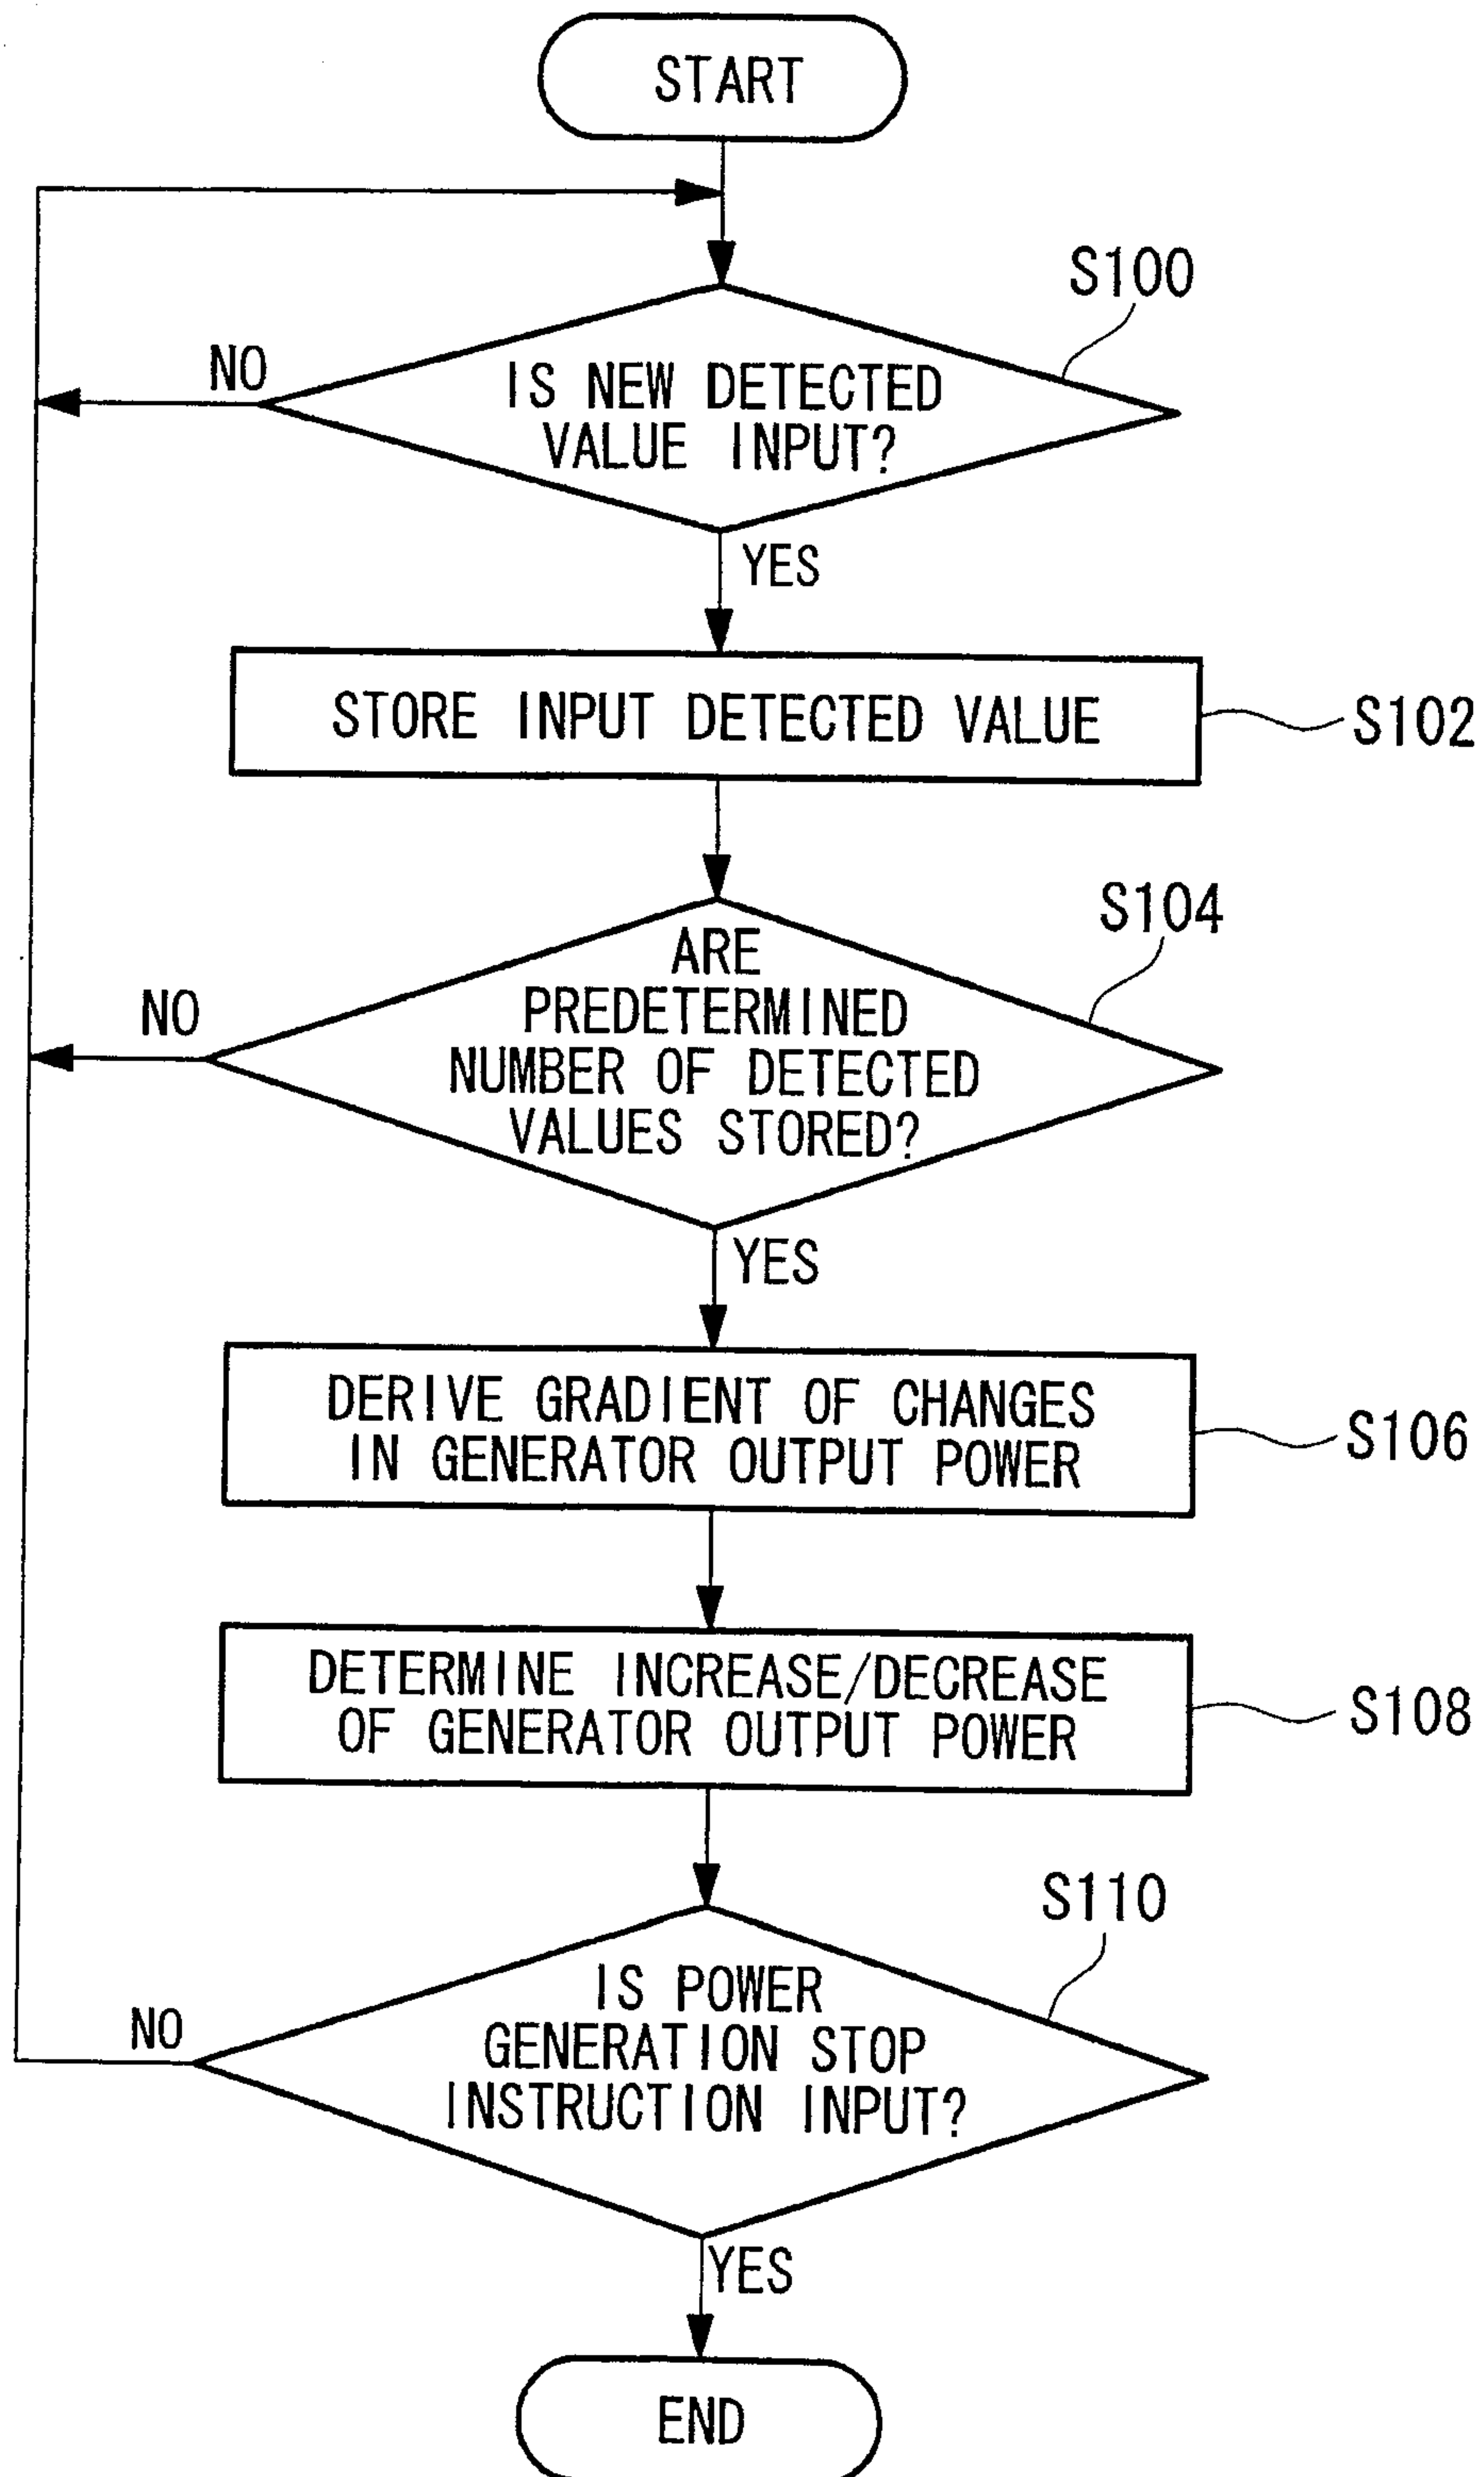 START
S100
NO
IS NEW DETECTED
VALUE INPUT?
YES
STORE INPUT DETECTED VALUE
S102
S104
ARE
PREDETERMINED
NUMBER OF DETECTED
VALUES STORED?
NO
YES
DERIVE GRADIENT OF CHANGES
IN GENERATOR OUTPUT POWER
S106
DETERMINE INCREASE/DECREASE
OF GENERATOR OUTPUT POWER
S108
S110
IS POWER
GENERATION STOP
INSTRUCTION INPUT?
NO
YES
END